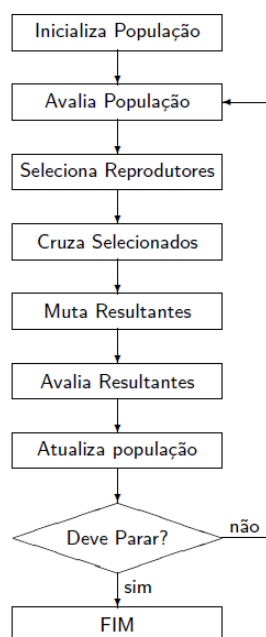 Inicializa População
Avalia População
Seleciona Reprodutores
Cruza Selecionados
Muta Resultantes
Avalia Resultantes
Atualiza população
Deve Parar?
não
sim
FIM